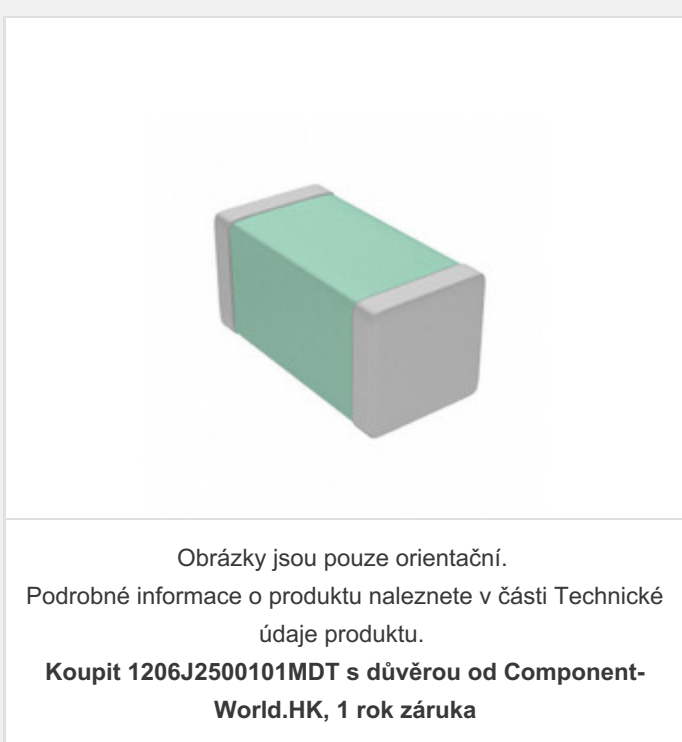 Obrázky jsou pouze orientační.
Podrobné informace o produktu naleznete v části Technické
údaje produktu.
Koupit 1206J2500101MDT s důvěrou od Component-
World.HK, 1 rok záruka